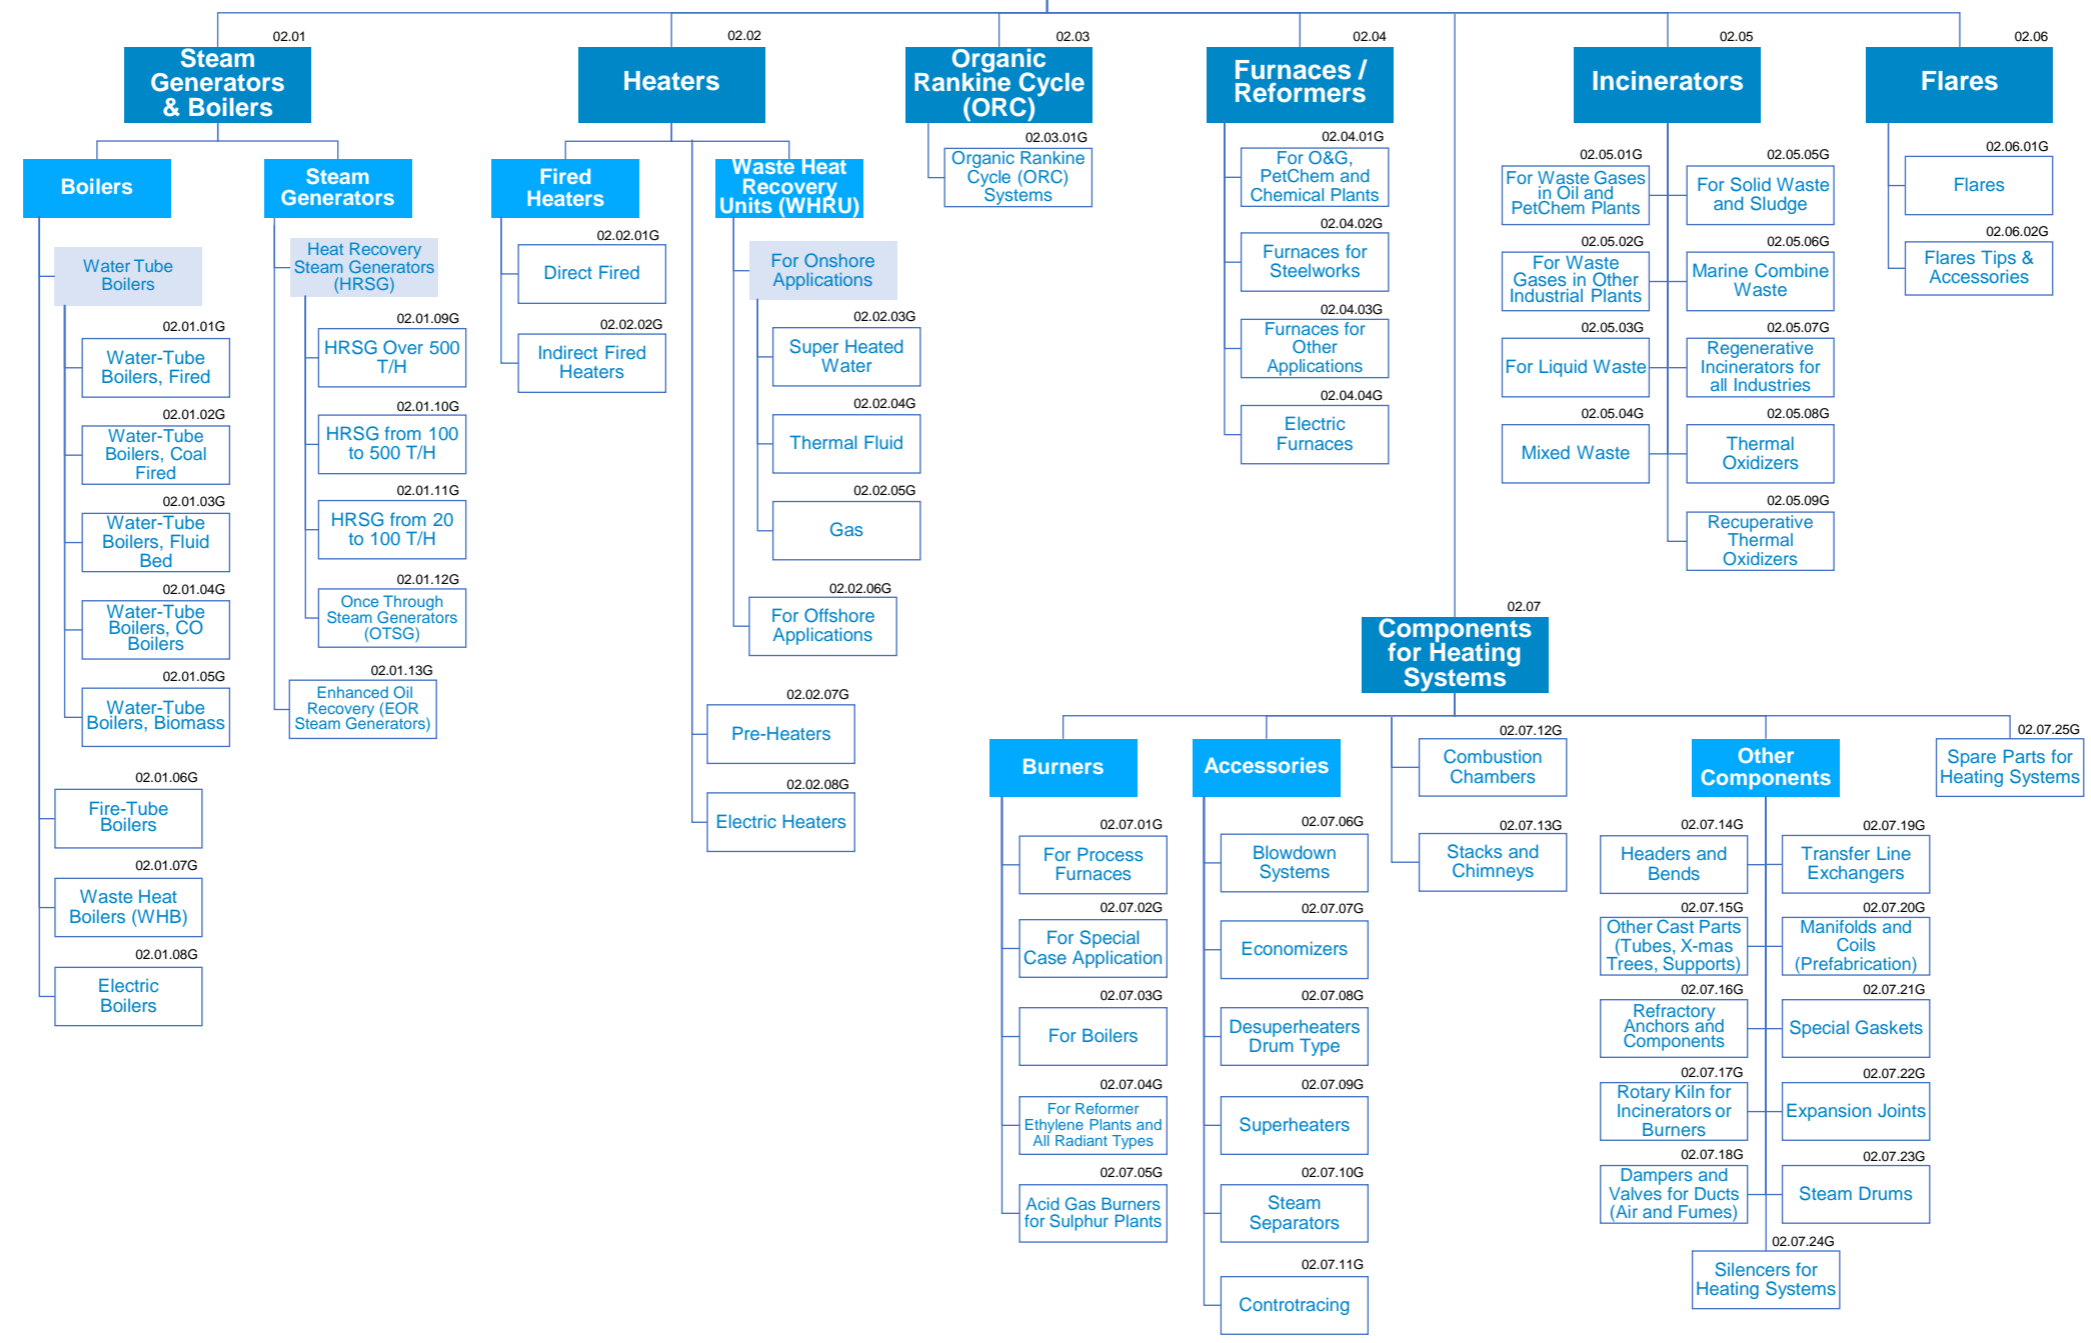 02.01
Steam
Generators
& Boilers
Boilers
Water Tube
Boilers
02.01.01G
Water-Tube
Boilers, Fired
02.01.02G
Water-Tube
Boilers, Coal
Fired
02.01.03G
Water-Tube
Boilers, Fluid
Bed
02.01.04G
Water-Tube
Boilers, CO
Boilers
02.01.05G
Water-Tube
Boilers, Biomass
02.01.06G
Fire-Tube
Boilers
02.01.07G
Waste Heat
Boilers (WHB)
02.01.08G
Electric
Boilers
Steam
Generators
Heat Recovery
Steam Generators
(HRSG)
02.01.09G
HRSG Over 500
T/H
02.01.10G
HRSG from 100
to 500 T/H
02.01.11G
HRSG from 20
to 100 T/H
02.01.12G
Once Through
Steam Generators
(OTSG)
02.01.13G
Enhanced Oil
Recovery (EOR
Steam Generators)
02.02
Heaters
Fired
Heaters
02.02.01G
Direct Fired
02.02.02G
Indirect Fired
Heaters
Waste Heat
Recovery
Units (WHRU)
For Onshore
Applications
02.02.03G
Super Heated
Water
02.02.04G
Thermal Fluid
02.02.05G
Gas
02.02.06G
For Offshore
Applications
02.02.07G
Pre-Heaters
02.02.08G
Electric Heaters
02.03
Organic
Rankine Cycle
(ORC)
02.03.01G
Organic Rankine
Cycle (ORC)
Systems
02.04
Furnaces /
Reformers
02.04.01G
For O&G,
PetChem and
Chemical Plants
02.04.02G
Furnaces for
Steelworks
02.04.03G
Furnaces for
Other
Applications
02.04.04G
Electric
Furnaces
02.05
Incinerators
02.05.01G
For Waste Gases
in Oil and
PetChem Plants
02.05.02G
For Waste
Gases in Other
Industrial Plants
02.05.03G
For Liquid Waste
02.05.04G
Mixed Waste
02.05.05G
For Solid Waste
and Sludge
02.05.06G
Marine Combine
Waste
02.05.07G
Regenerative
Incinerators for
all Industries
02.05.08G
Thermal
Oxidizers
02.05.09G
Recuperative
Thermal
Oxidizers
02.06
Flares
02.06.01G
Flares
02.06.02G
Flares Tips &
Accessories
02.07
Components
for Heating
Systems
Burners
02.07.01G
For Process
Furnaces
02.07.02G
For Special
Case Application
02.07.03G
For Boilers
02.07.04G
For Reformer
Ethylene Plants and
All Radiant Types
02.07.05G
Acid Gas Burners
for Sulphur Plants
Accessories
02.07.06G
Blowdown
Systems
02.07.07G
Economizers
02.07.08G
Desuperheaters
Drum Type
02.07.09G
Superheaters
02.07.10G
Steam
Separators
02.07.11G
Controtracing
02.07.12G
Combustion
Chambers
02.07.13G
Stacks and
Chimneys
Other
Components
02.07.14G
Headers and
Bends
02.07.15G
Other Cast Parts
(Tubes, X-mas
Trees, Supports)
02.07.16G
Refractory
Anchors and
Components
02.07.17G
Rotary Kiln for
Incinerators or
Burners
02.07.18G
Dampers and
Valves for Ducts
(Air and Fumes)
02.07.19G
Transfer Line
Exchangers
02.07.20G
Manifolds and
Coils
(Prefabrication)
02.07.21G
Special Gaskets
02.07.22G
Expansion Joints
02.07.23G
Steam Drums
02.07.24G
Silencers for
Heating Systems
02.07.25G
Spare Parts for
Heating Systems